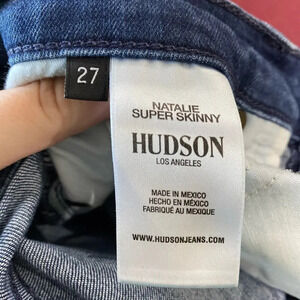 27
NATALIE
SUPER SKINNY
HUDSON
LOS ANGELES
MADE IN MEXICO
HECHO EN MÉXICO
FABRIQUÉ AU MEXIQUE
WWW.HUDSONJEANS.COM